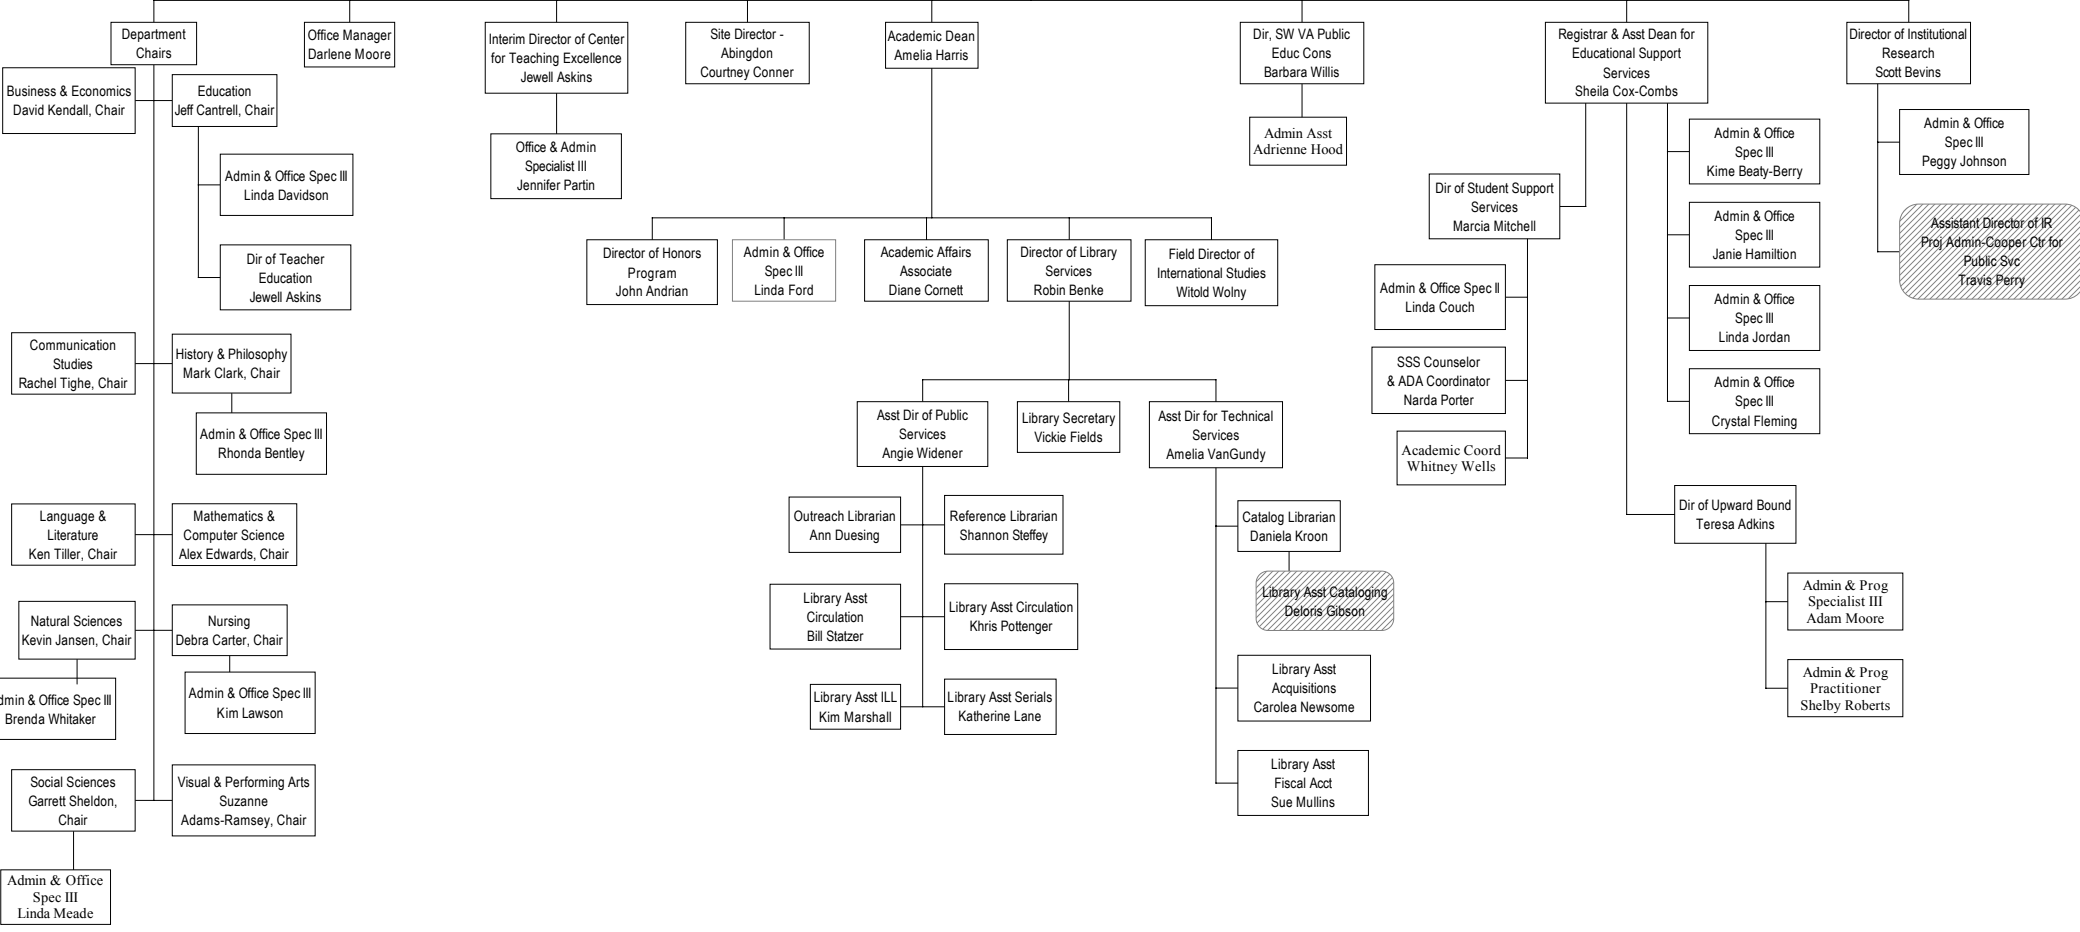 Department
Chairs
Office Manager
Darlene Moore
Interim Director of Center
for Teaching Excellence
Jewell Askins
Site Director -
Abingdon
Courtney Conner
Academic Dean
Amelia Harris
Dir, SW VA Public
Educ Cons
Barbara Willis
Registrar & Asst Dean for
Educational Support
Services
Sheila Cox-Combs
Director of Institutional
Research
Scott Bevins
Business & Economics
David Kendall, Chair
Education
Jeff Cantrell, Chair
Admin & Office Spec III
Linda Davidson
Dir of Teacher
Education
Jewell Askins
Communication
Studies
Rachel Tighe, Chair
History & Philosophy
Mark Clark, Chair
Admin & Office Spec III
Rhonda Bentley
Language &
Literature
Ken Tiller, Chair
Mathematics &
Computer Science
Alex Edwards, Chair
Natural Sciences
Kevin Jansen, Chair
Nursing
Debra Carter, Chair
dmin & Office Spec III
Brenda Whitaker
Admin & Office Spec III
Kim Lawson
Social Sciences
Garrett Sheldon,
Chair
Visual & Performing Arts
Suzanne
Adams-Ramsey, Chair
Admin & Office
Spec III
Linda Meade
Office & Admin
Specialist III
Jennifer Partin
Director of Honors
Program
John Andrian
Admin & Office
Spec III
Linda Ford
Academic Affairs
Associate
Diane Cornett
Director of Library
Services
Robin Benke
Field Director of
International Studies
Witold Wolny
Asst Dir of Public
Services
Angie Widener
Library Secretary
Vickie Fields
Asst Dir for Technical
Services
Amelia VanGundy
Outreach Librarian
Ann Duesing
Reference Librarian
Shannon Steffey
Library Asst
Circulation
Bill Statzer
Library Asst Circulation
Khris Pottenger
Library Asst ILL
Kim Marshall
Library Asst Serials
Katherine Lane
Catalog Librarian
Daniela Kroon
Library Asst Cataloging
Deloris Gibson
Library Asst
Acquisitions
Carolea Newsome
Library Asst
Fiscal Acct
Sue Mullins
Admin Asst
Adrienne Hood
Dir of Student Support
Services
Marcia Mitchell
Admin & Office Spec II
Linda Couch
SSS Counselor
& ADA Coordinator
Narda Porter
Academic Coord
Whitney Wells
Admin & Office
Spec III
Kime Beaty-Berry
Admin & Office
Spec III
Janie Hamilton
Admin & Office
Spec III
Linda Jordan
Admin & Office
Spec III
Crystal Fleming
Dir of Upward Bound
Teresa Adkins
Admin & Prog
Specialist III
Adam Moore
Admin & Prog
Practitioner
Shelby Roberts
Admin & Office
Spec III
Peggy Johnson
Assistant Director of IR
Proj Admin-Cooper Ctr for
Public Svc
Travis Perry